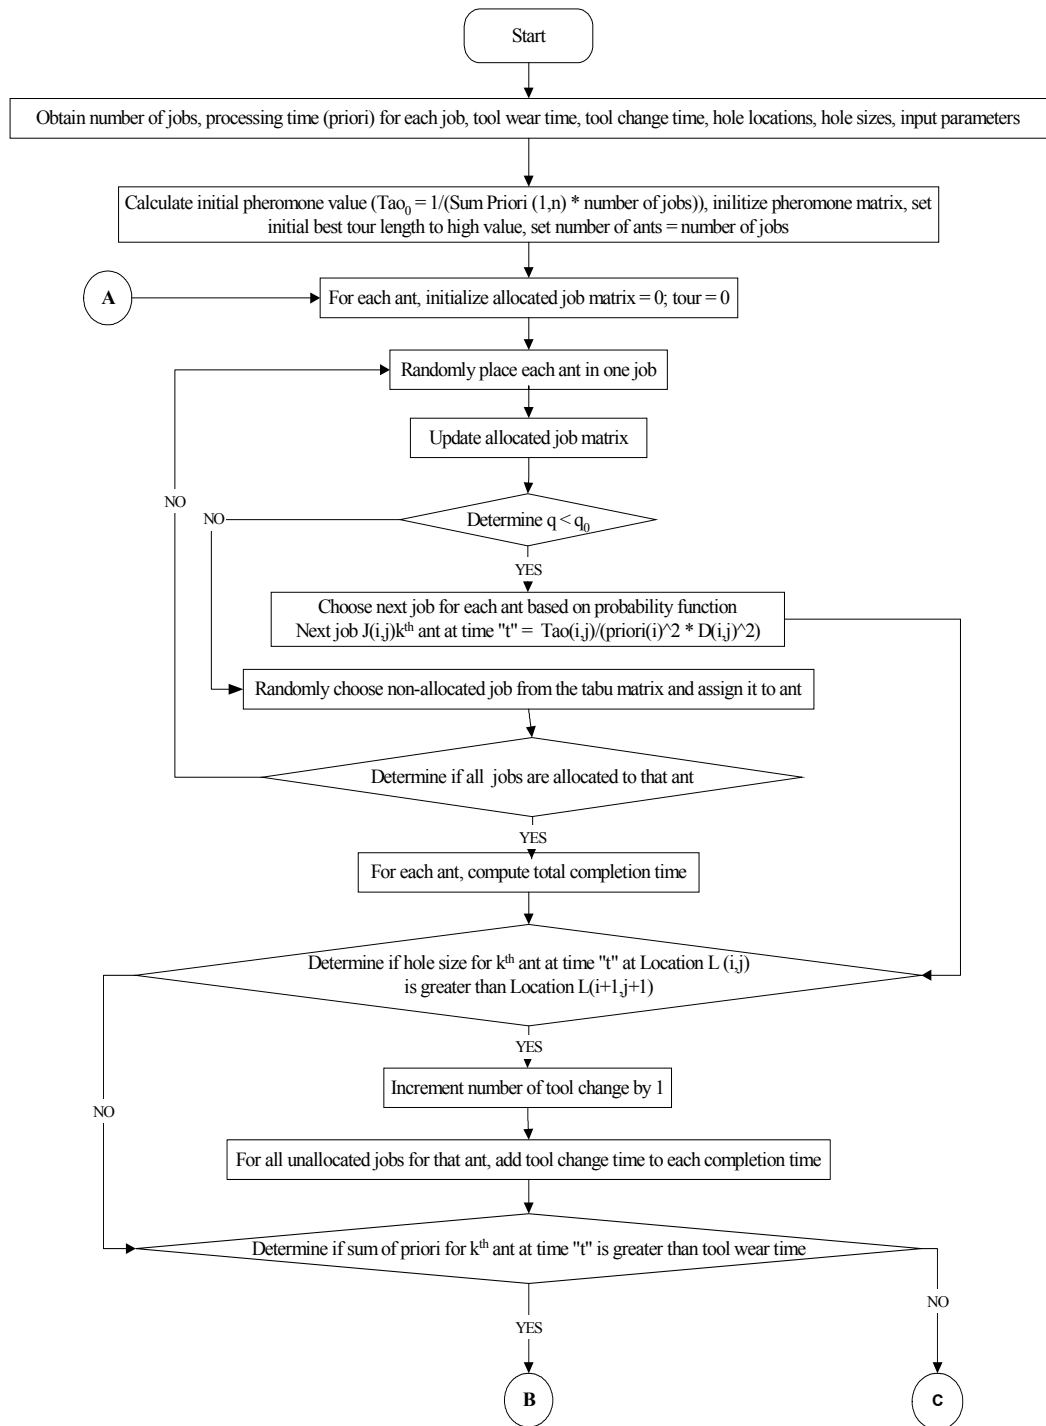 Start
Obtain number of jobs, processing time (priori) for each job, tool wear time, tool change time, hole locations, hole sizes, input parameters
Calculate initial pheromone value (Tao₀ = 1/(Sum Priori (1,n) * number of jobs)), inilitize pheromone matrix, set
initial best tour length to high value, set number of ants = number of jobs
A
For each ant, initialize allocated job matrix = 0; tour = 0
Randomly place each ant in one job
Update allocated job matrix
NO
NO
Determine q < q₀
YES
Choose next job for each ant based on probability function
Next job J(i,j)kᵗʰ ant at time "t" = Tao(i,j)/(priori(i)^2 * D(i,j)^2)
Randomly choose non-allocated job from the tabu matrix and assign it to ant
Determine if all jobs are allocated to that ant
YES
For each ant, compute total completion time
Determine if hole size for kᵗʰ ant at time "t" at Location L (i,j)
is greater than Location L(i+1,j+1)
YES
Increment number of tool change by 1
NO
For all unallocated jobs for that ant, add tool change time to each completion time
Determine if sum of priori for kᵗʰ ant at time "t" is greater than tool wear time
NO
YES
B
C